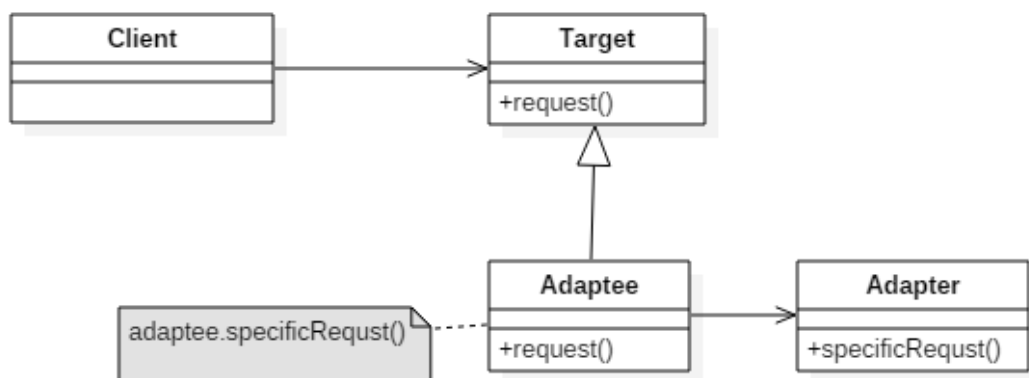 Client
Target
+request()
Adaptee
Adapter
adaptee.specificRequst()
+request()
+specificRequst()